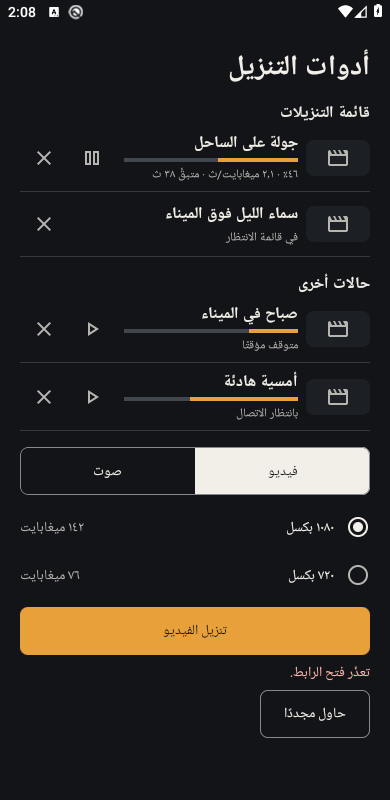 2:08
أدوات التنزيل
قائمة التنزيلات
جولة على الساحل
٤٦٪ · ٢٫١ ميغابايت/ث · متبقٍّ ٣٨ ث
سماء الليل فوق الميناء
في قائمة الانتظار
حالات أخرى
صباح في الميناء
متوقف مؤقتًا
أمسية هادئة
بانتظار الاتصال
فيديو
صوت
١٠٨٠ بكسل
١٤٢ ميغابايت
٧٢٠ بكسل
٧٦ ميغابايت
تنزيل الفيديو
تعذّر فتح الرابط.
حاول مجددًا